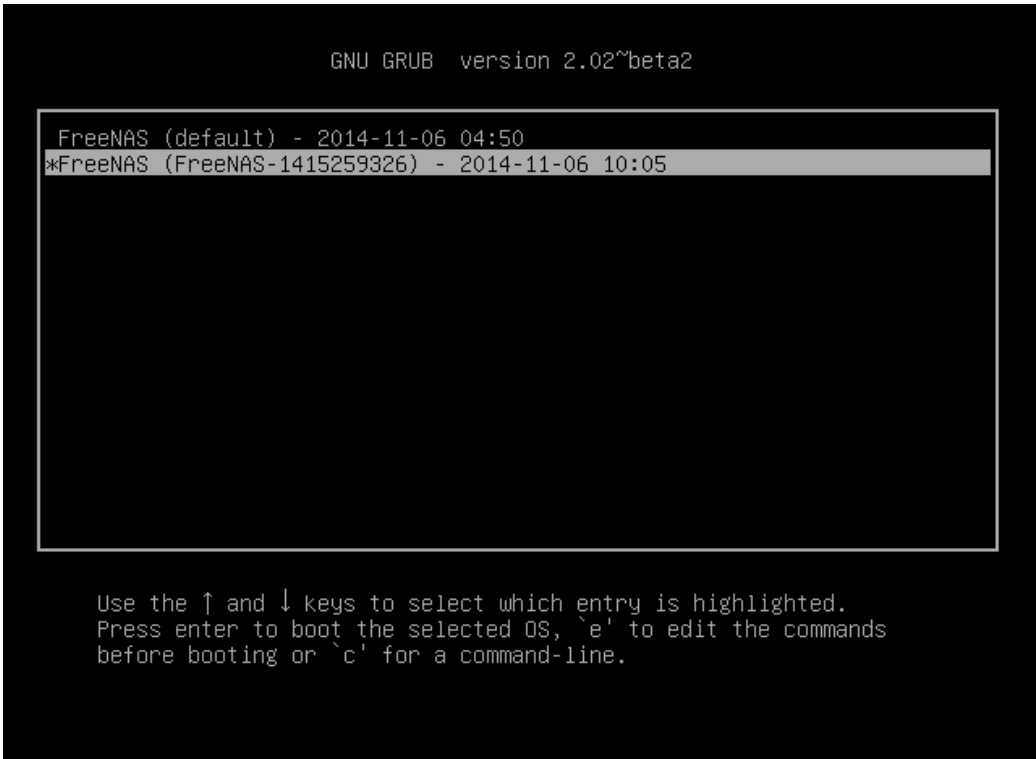 GNU GRUB  version 2.02~beta2
FreeNAS (default) - 2014-11-06 04:50
*FreeNAS (FreeNAS-1415259326) - 2014-11-06 10:05
Use the ↑ and ↓ keys to select which entry is highlighted.
Press enter to boot the selected OS, `e' to edit the commands
before booting or `c' for a command-line.